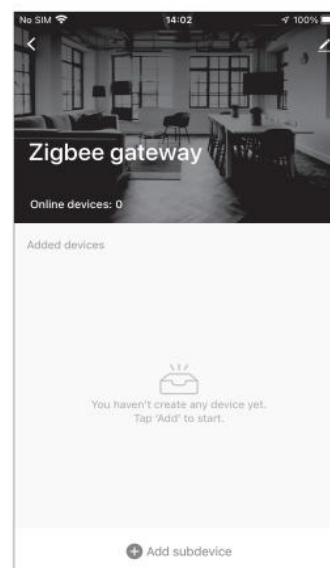 No SIM 14:02 100%
Zigbee gateway
Online devices: 0
Added devices
You haven't create any device yet.
Tap 'Add' to start.
Add subdevice